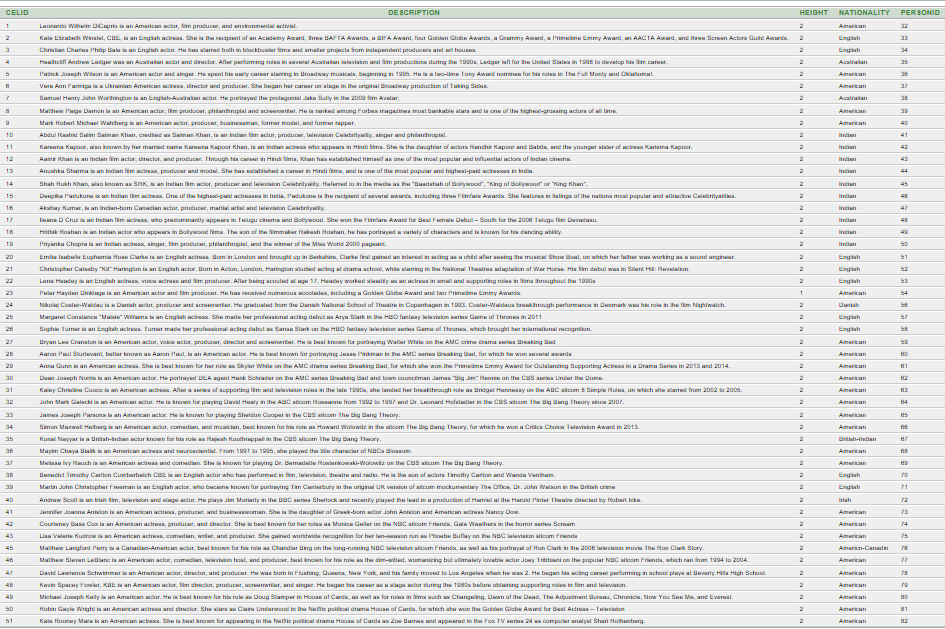 CELID DESCRIPTION HEIGHT NATIONALITY PERSONID
1 Leonardo Wilhelm DiCaprio is an American actor, film producer, and environmental activist. 2 American 32
2 Kate Elizabeth Winslet, CBE, is an English actress. She is the recipient of an Academy Award, three BAFTA Awards, a BIFA Award, four Golden Globe Awards, a Grammy Award, a Primetime Emmy Award, an AACTA Award, and three Screen Actors Guild Awards. 2 English 33
3 Christian Charles Philip Bale is an English actor. He has starred both in blockbuster films and smaller projects from independent producers and art houses. 2 English 34
4 Heathcliff Andrew Ledger was an Australian actor and director. After performing roles in several Australian television and film productions during the 1990s, Ledger left for the United States in 1998 to develop his film career. 2 Australian 35
5 Patrick Joseph Wilson is an American actor and singer. He spent his early career starring in Broadway musicals, beginning in 1995. He is a two-time Tony Award nominee for his roles in The Full Monty and Oklahoma!. 2 American 36
6 Vera Ann Farmiga is a Ukrainian American actress, director and producer. She began her career on stage in the original Broadway production of Taking Sides. 2 American 37
7 Samuel Henry John Worthington is an English-Australian actor. He portrayed the protagonist Jake Sully in the 2009 film Avatar; 2 Australian 38
8 Matthew Paige Damon is an American actor, film producer, philanthropist and screenwriter. He is ranked among Forbes magazines most bankable stars and is one of the highest-grossing actors of all time. 2 American 39
9 Mark Robert Michael Wahlberg is an American actor, producer, businessman, former model, and former rapper. 2 American 40
10 Abdul Rashid Salim Salman Khan, credited as Salman Khan, is an Indian film actor, producer, television Celebrityality, singer and philanthropist. 2 Indian 41
11 Kareena Kapoor, also known by her married name Kareena Kapoor Khan, is an Indian actress who appears in Hindi films. She is the daughter of actors Randhir Kapoor and Babita, and the younger sister of actress Karisma Kapoor. 2 Indian 42
12 Aamir Khan is an Indian film actor, director, and producer. Through his career in Hindi films, Khan has established himself as one of the most popular and influential actors of Indian cinema. 2 Indian 43
13 Anushka Sharma is an Indian film actress, producer and model. She has established a career in Hindi films, and is one of the most popular and highest-paid actresses in India. 2 Indian 44
14 Shah Rukh Khan, also known as SRK, is an Indian film actor, producer and television Celebrityality. Referred to in the media as the "Baadshah of Bollywood", "King of Bollywood" or "King Khan", 2 Indian 45
15 Deepika Padukone is an Indian film actress. One of the highest-paid actresses in India, Padukone is the recipient of several awards, including three Filmfare Awards. She features in listings of the nations most popular and attractive Celebrityalities. 2 Indian 46
16 Akshay Kumar, is an Indian-born Canadian actor, producer, martial artist and television Celebrityality. 2 Indian 47
17 Ileana D Cruz is an Indian film actress, who predominantly appears in Telugu cinema and Bollywood. She won the Filmfare Award for Best Female Debut – South for the 2006 Telugu film Devadasu. 2 Indian 48
18 Hrithik Roshan is an Indian actor who appears in Bollywood films. The son of the filmmaker Rakesh Roshan, he has portrayed a variety of characters and is known for his dancing ability. 2 Indian 49
19 Priyanka Chopra is an Indian actress, singer, film producer, philanthropist, and the winner of the Miss World 2000 pageant. 2 Indian 50
20 Emilia Isabelle Euphemia Rose Clarke is an English actress. Born in London and brought up in Berkshire, Clarke first gained an interest in acting as a child after seeing the musical Show Boat, on which her father was working as a sound engineer. 2 English 51
21 Christopher Catesby "Kit" Harington is an English actor. Born in Acton, London, Harington studied acting at drama school, while starring in the National Theatres adaptation of War Horse. His film debut was in Silent Hill: Revelation. 2 English 52
22 Lena Headey is an English actress, voice actress and film producer. After being scouted at age 17, Headey worked steadily as an actress in small and supporting roles in films throughout the 1990s 2 English 53
23 Peter Hayden Dinklage is an American actor and film producer. He has received numerous accolades, including a Golden Globe Award and two Primetime Emmy Awards. 1 American 54
24 Nikolaj Coster-Waldau is a Danish actor, producer and screenwriter. He graduated from the Danish National School of Theatre in Copenhagen in 1993. Coster-Waldaus breakthrough performance in Denmark was his role in the film Nightwatch. 2 Danish 56
25 Margaret Constance "Maisie" Williams is an English actress. She made her professional acting debut as Arya Stark in the HBO fantasy television series Game of Thrones in 2011 2 English 57
26 Sophie Turner is an English actress. Turner made her professional acting debut as Sansa Stark on the HBO fantasy television series Game of Thrones, which brought her international recognition. 2 English 58
27 Bryan Lee Cranston is an American actor, voice actor, producer, director and screenwriter. He is best known for portraying Walter White on the AMC crime drama series Breaking Bad 2 American 59
28 Aaron Paul Sturtevant, better known as Aaron Paul, is an American actor. He is best known for portraying Jesse Pinkman in the AMC series Breaking Bad, for which he won several awards 2 American 60
29 Anna Gunn is an American actress. She is best known for her role as Skyler White on the AMC drama series Breaking Bad, for which she won the Primetime Emmy Award for Outstanding Supporting Actress in a Drama Series in 2013 and 2014. 2 American 61
30 Dean Joseph Norris is an American actor. He portrayed DEA agent Hank Schrader on the AMC series Breaking Bad and town councilman James "Big Jim" Rennie on the CBS series Under the Dome. 2 American 62
31 Kaley Christine Cuoco is an American actress. After a series of supporting film and television roles in the late 1990s, she landed her breakthrough role as Bridget Hennessy on the ABC sitcom 8 Simple Rules, on which she starred from 2002 to 2005. 2 American 63
32 John Mark Galecki is an American actor. He is known for playing David Healy in the ABC sitcom Roseanne from 1992 to 1997 and Dr. Leonard Hofstadter in the CBS sitcom The Big Bang Theory since 2007. 2 American 64
33 James Joseph Parsons is an American actor. He is known for playing Sheldon Cooper in the CBS sitcom The Big Bang Theory. 2 American 65
34 Simon Maxwell Helberg is an American actor, comedian, and musician, best known for his role as Howard Wolowitz in the sitcom The Big Bang Theory, for which he won a Critics Choice Television Award in 2013. 2 American 66
35 Kunal Nayyar is a British-Indian actor known for his role as Rajesh Koothrappali in the CBS sitcom The Big Bang Theory. 2 British-Indian 67
36 Mayim Chaya Bialik is an American actress and neuroscientist. From 1991 to 1995, she played the title character of NBCs Blossom. 2 American 68
37 Melissa Ivy Rauch is an American actress and comedian. She is known for playing Dr. Bernadette Rostenkowski-Wolowitz on the CBS sitcom The Big Bang Theory. 2 American 69
38 Benedict Timothy Carlton Cumberbatch CBE is an English actor who has performed in film, television, theatre and radio. He is the son of actors Timothy Carlton and Wanda Ventham. 2 English 70
39 Martin John Christopher Freeman is an English actor, who became known for portraying Tim Canterbury in the original UK version of sitcom mockumentary The Office, Dr. John Watson in the British crime 2 English 71
40 Andrew Scott is an Irish film, television and stage actor. He plays Jim Moriarty in the BBC series Sherlock and recently played the lead in a production of Hamlet at the Harold Pinter Theatre directed by Robert Icke. 2 Irish 72
41 Jennifer Joanna Aniston is an American actress, producer, and businesswoman. She is the daughter of Greek-born actor John Aniston and American actress Nancy Dow. 2 American 73
42 Courteney Bass Cox is an American actress, producer, and director. She is best known for her roles as Monica Geller on the NBC sitcom Friends, Gale Weathers in the horror series Scream 2 American 74
43 Lisa Valerie Kudrow is an American actress, comedian, writer, and producer. She gained worldwide recognition for her ten-season run as Phoebe Buffay on the NBC television sitcom Friends 2 American 75
45 Matthew Langford Perry is a Canadian-American actor, best known for his role as Chandler Bing on the long-running NBC television sitcom Friends, as well as his portrayal of Ron Clark in the 2006 television movie The Ron Clark Story. 2 America-Canadin 76
46 Matthew Steven LeBlanc is an American actor, comedian, television host, and producer, best known for his role as the dim-witted, womanizing but ultimately lovable actor Joey Tribbiani on the popular NBC sitcom Friends, which ran from 1994 to 2004. 2 American 77
47 David Lawrence Schwimmer is an American actor, director, and producer. He was born in Flushing, Queens, New York, and his family moved to Los Angeles when he was 2. He began his acting career performing in school plays at Beverly Hills High School. 2 American 78
48 Kevin Spacey Fowler, KBE is an American actor, film director, producer, screenwriter, and singer. He began his career as a stage actor during the 1980s before obtaining supporting roles in film and television. 2 American 79
49 Michael Joseph Kelly is an American actor. He is best known for his role as Doug Stamper in House of Cards, as well as for roles in films such as Changeling, Dawn of the Dead, The Adjustment Bureau, Chronicle, Now You See Me, and Everest. 2 American 80
50 Robin Gayle Wright is an American actress and director. She stars as Claire Underwood in the Netflix political drama House of Cards, for which she won the Golden Globe Award for Best Actress – Television 2 American 81
51 Kate Rooney Mara is an American actress. She is best known for appearing in the Netflix political drama House of Cards as Zoe Barnes and appeared in the Fox TV series 24 as computer analyst Shari Rothenberg. 2 American 82